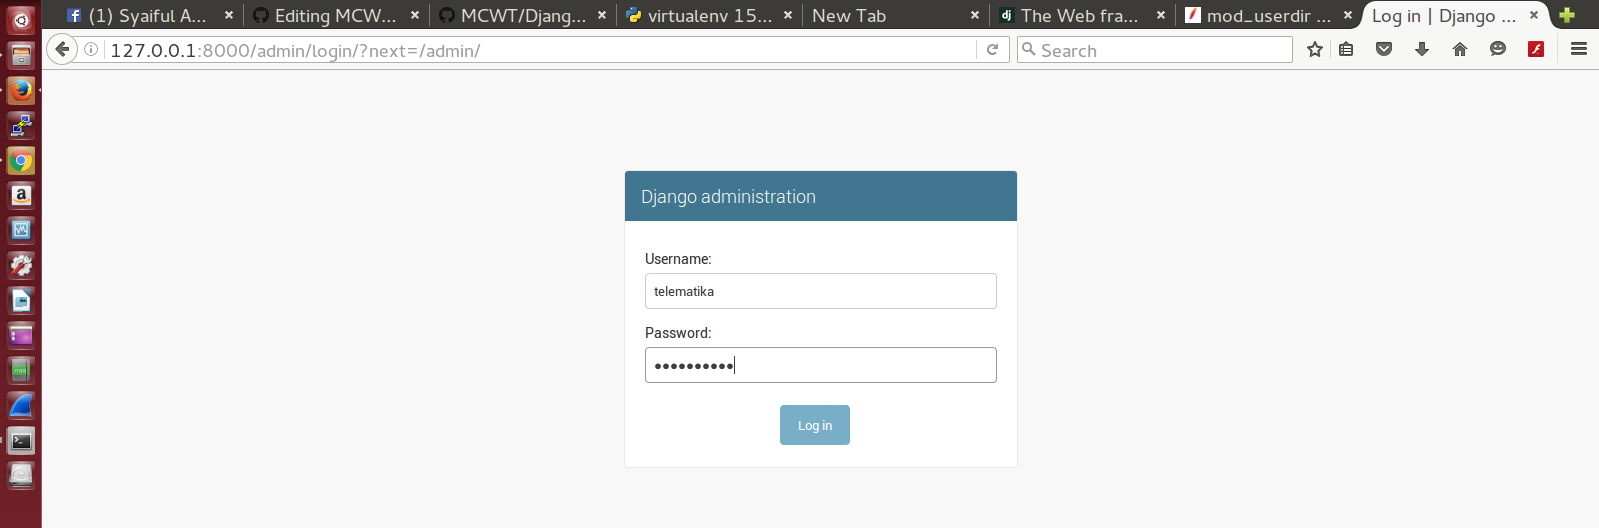 (1) Syaiful A...
Editing MCW...
MCWT/Djang...
virtualenv 15...
New Tab
The Web fra...
mod_userdir ...
Log in | Django ...
127.0.0.1:8000/admin/login/?next=/admin/
Search
Django administration
Username:
telematika
Password:
••••••••••
Log in